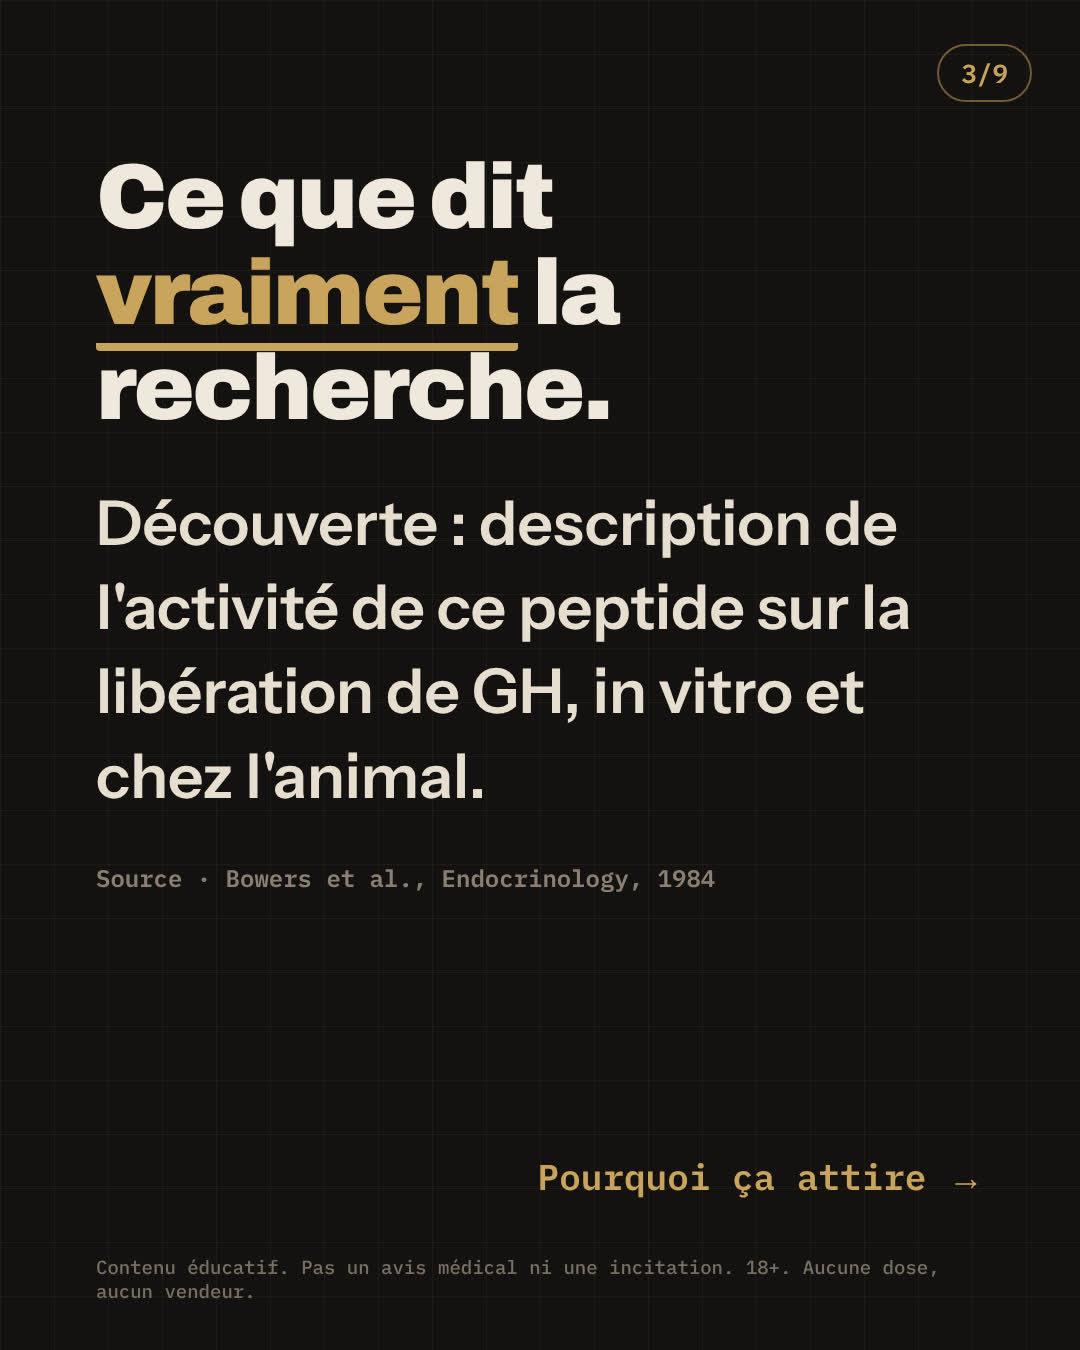 3/9
Ce que dit
vraiment la
recherche.
Découverte : description de
l'activité de ce peptide sur la
libération de GH, in vitro et
chez l'animal.
Source · Bowers et al., Endocrinology, 1984
Pourquoi ça attire →
Contenu éducatif. Pas un avis médical ni une incitation. 18+. Aucune dose,
aucun vendeur.